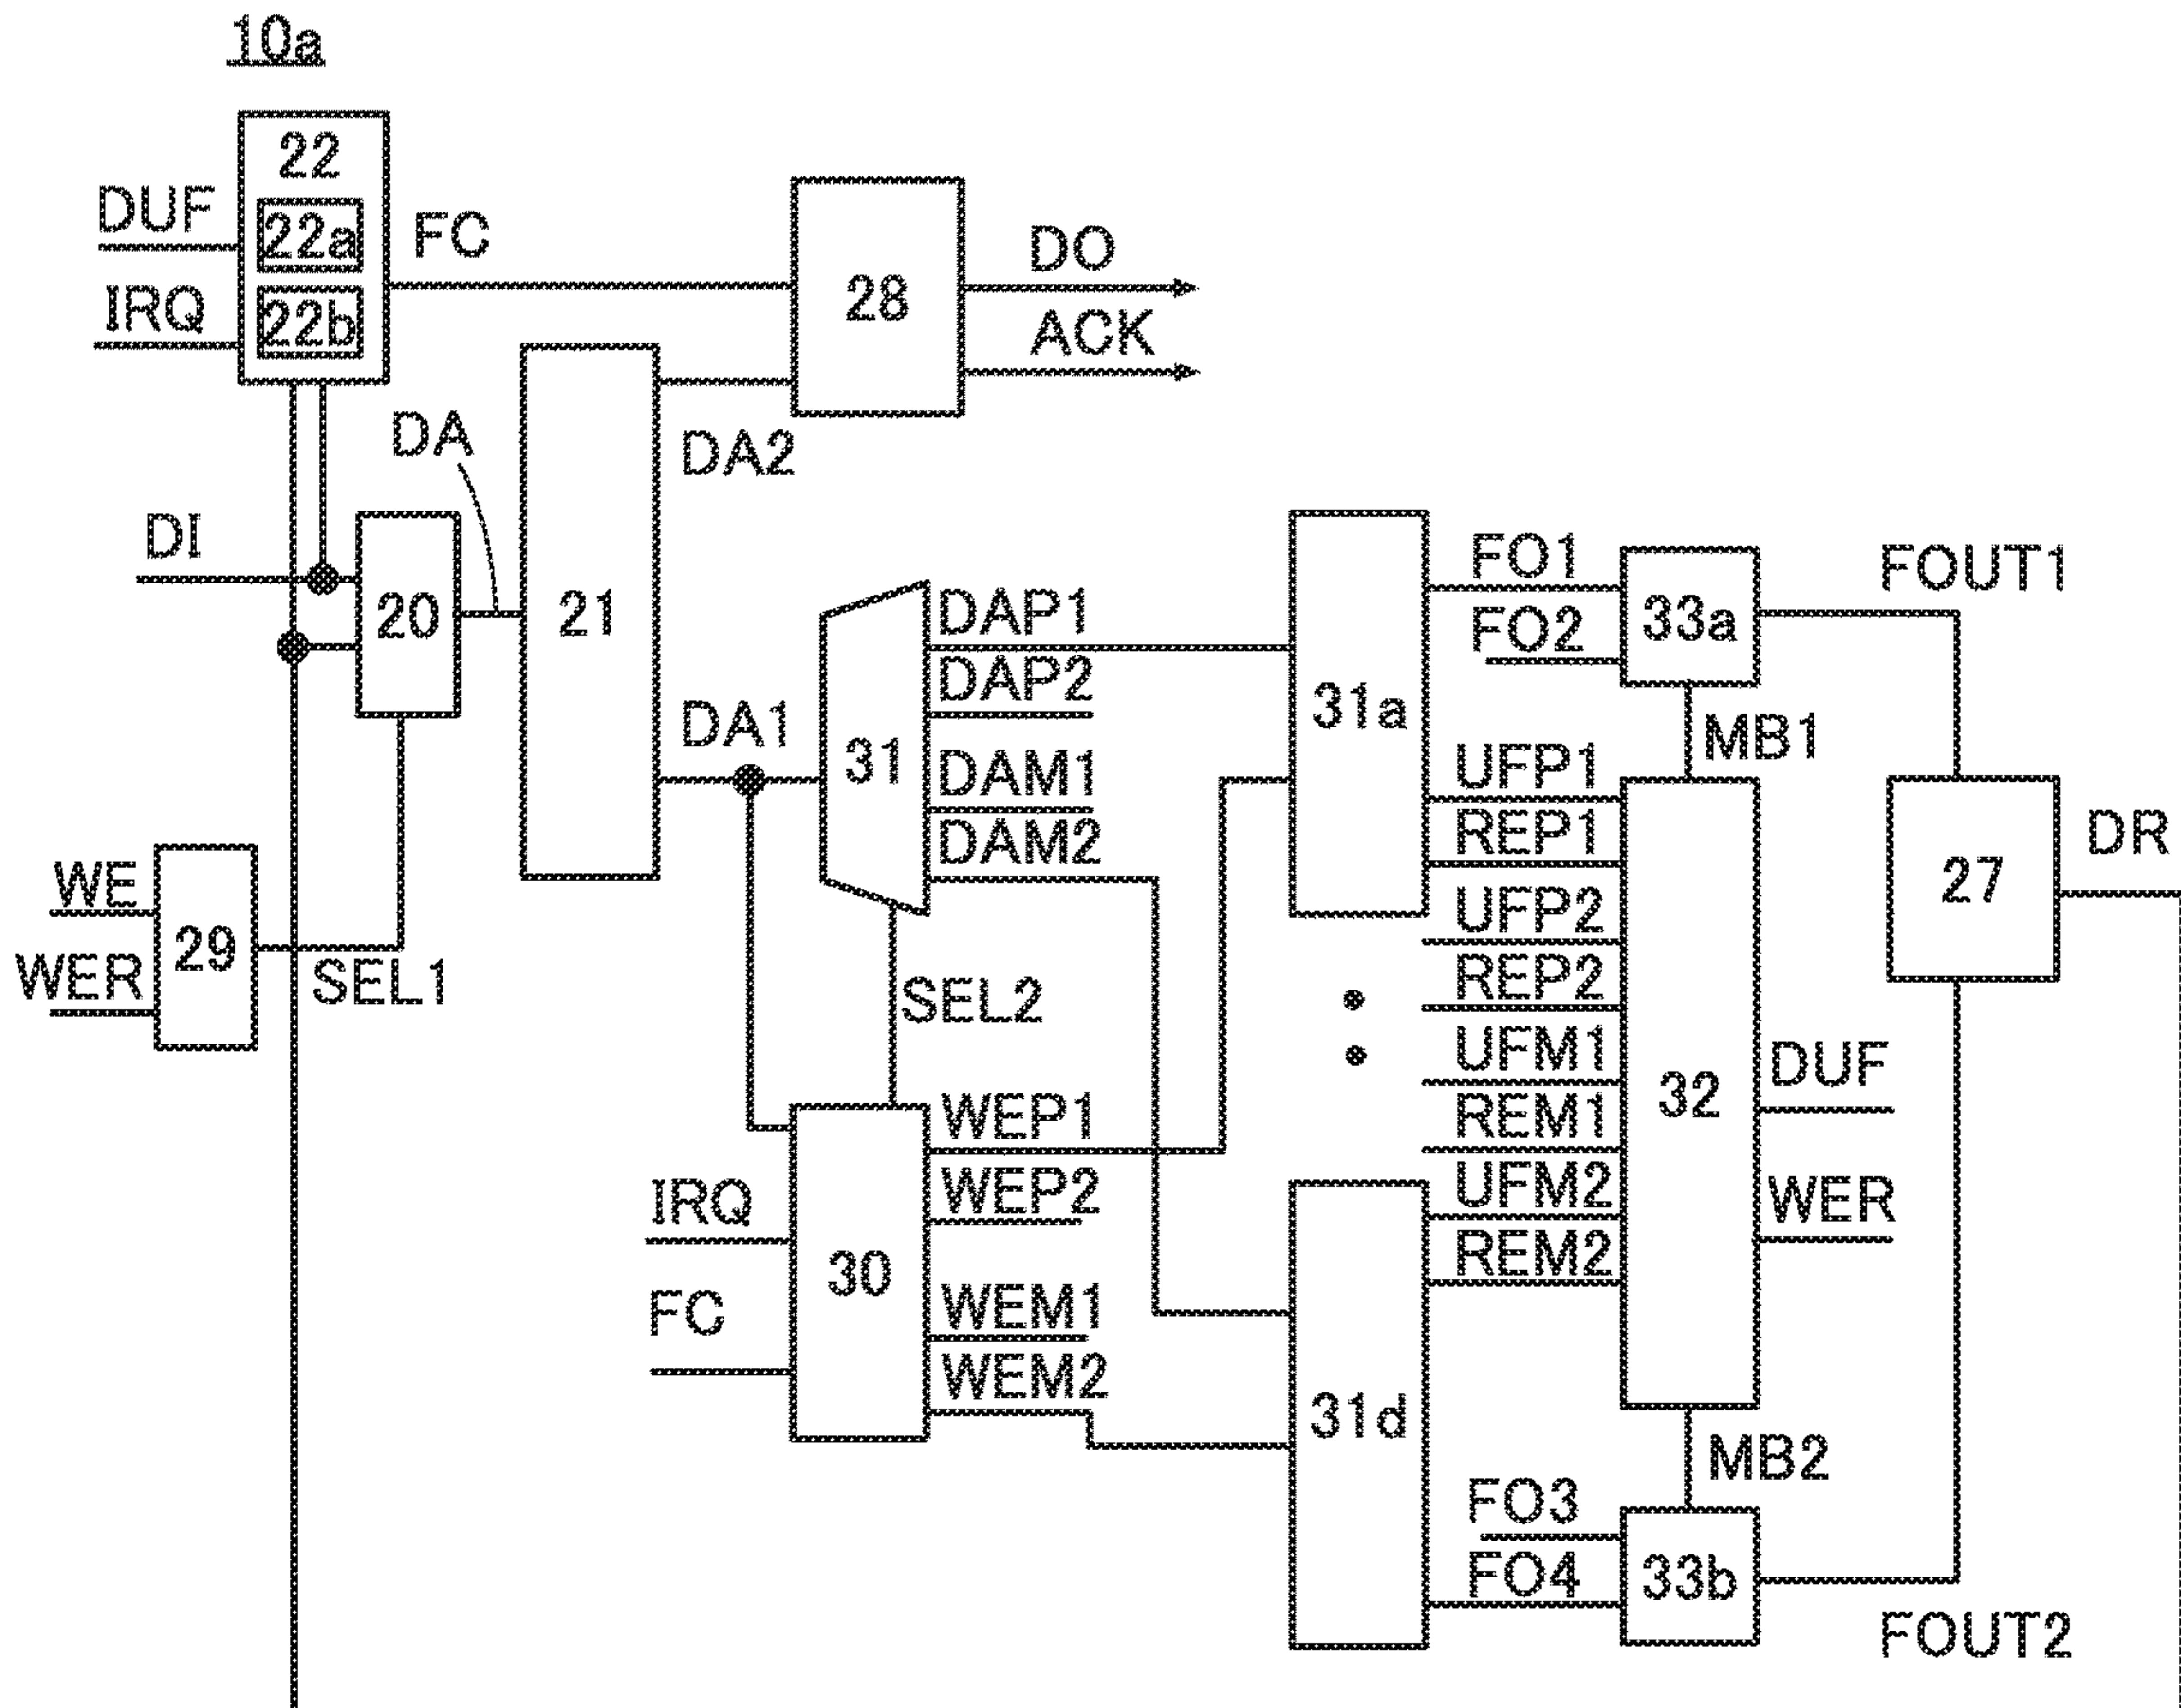 10a
22
DUF
22a
FC
IRQ
22b
28
DO
ACK
DA
DA2
DI
20
21
DA1
31
DAP1
DAP2
DAM1
DAM2
31a
FO1
FO2
33a
FOUT1
MB1
UFP1
REP1
UFP2
REP2
UFM1
REM1
UFM2
REM2
27
DR
WE
WER
29
SEL1
SEL2
32
DUF
WER
WEP1
WEP2
IRQ
30
FC
WEM1
WEM2
31d
MB2
FO3
FO4
33b
FOUT2